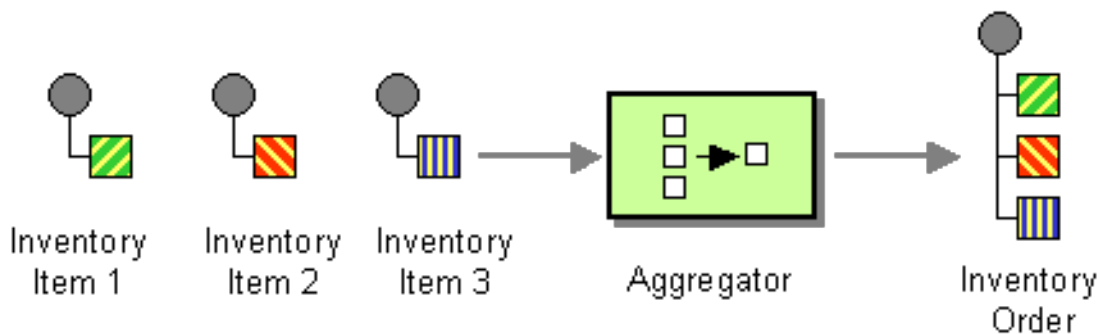 Inventory
Item 1
Inventory
Item 2
Inventory
Item 3
Aggregator
Inventory
Order